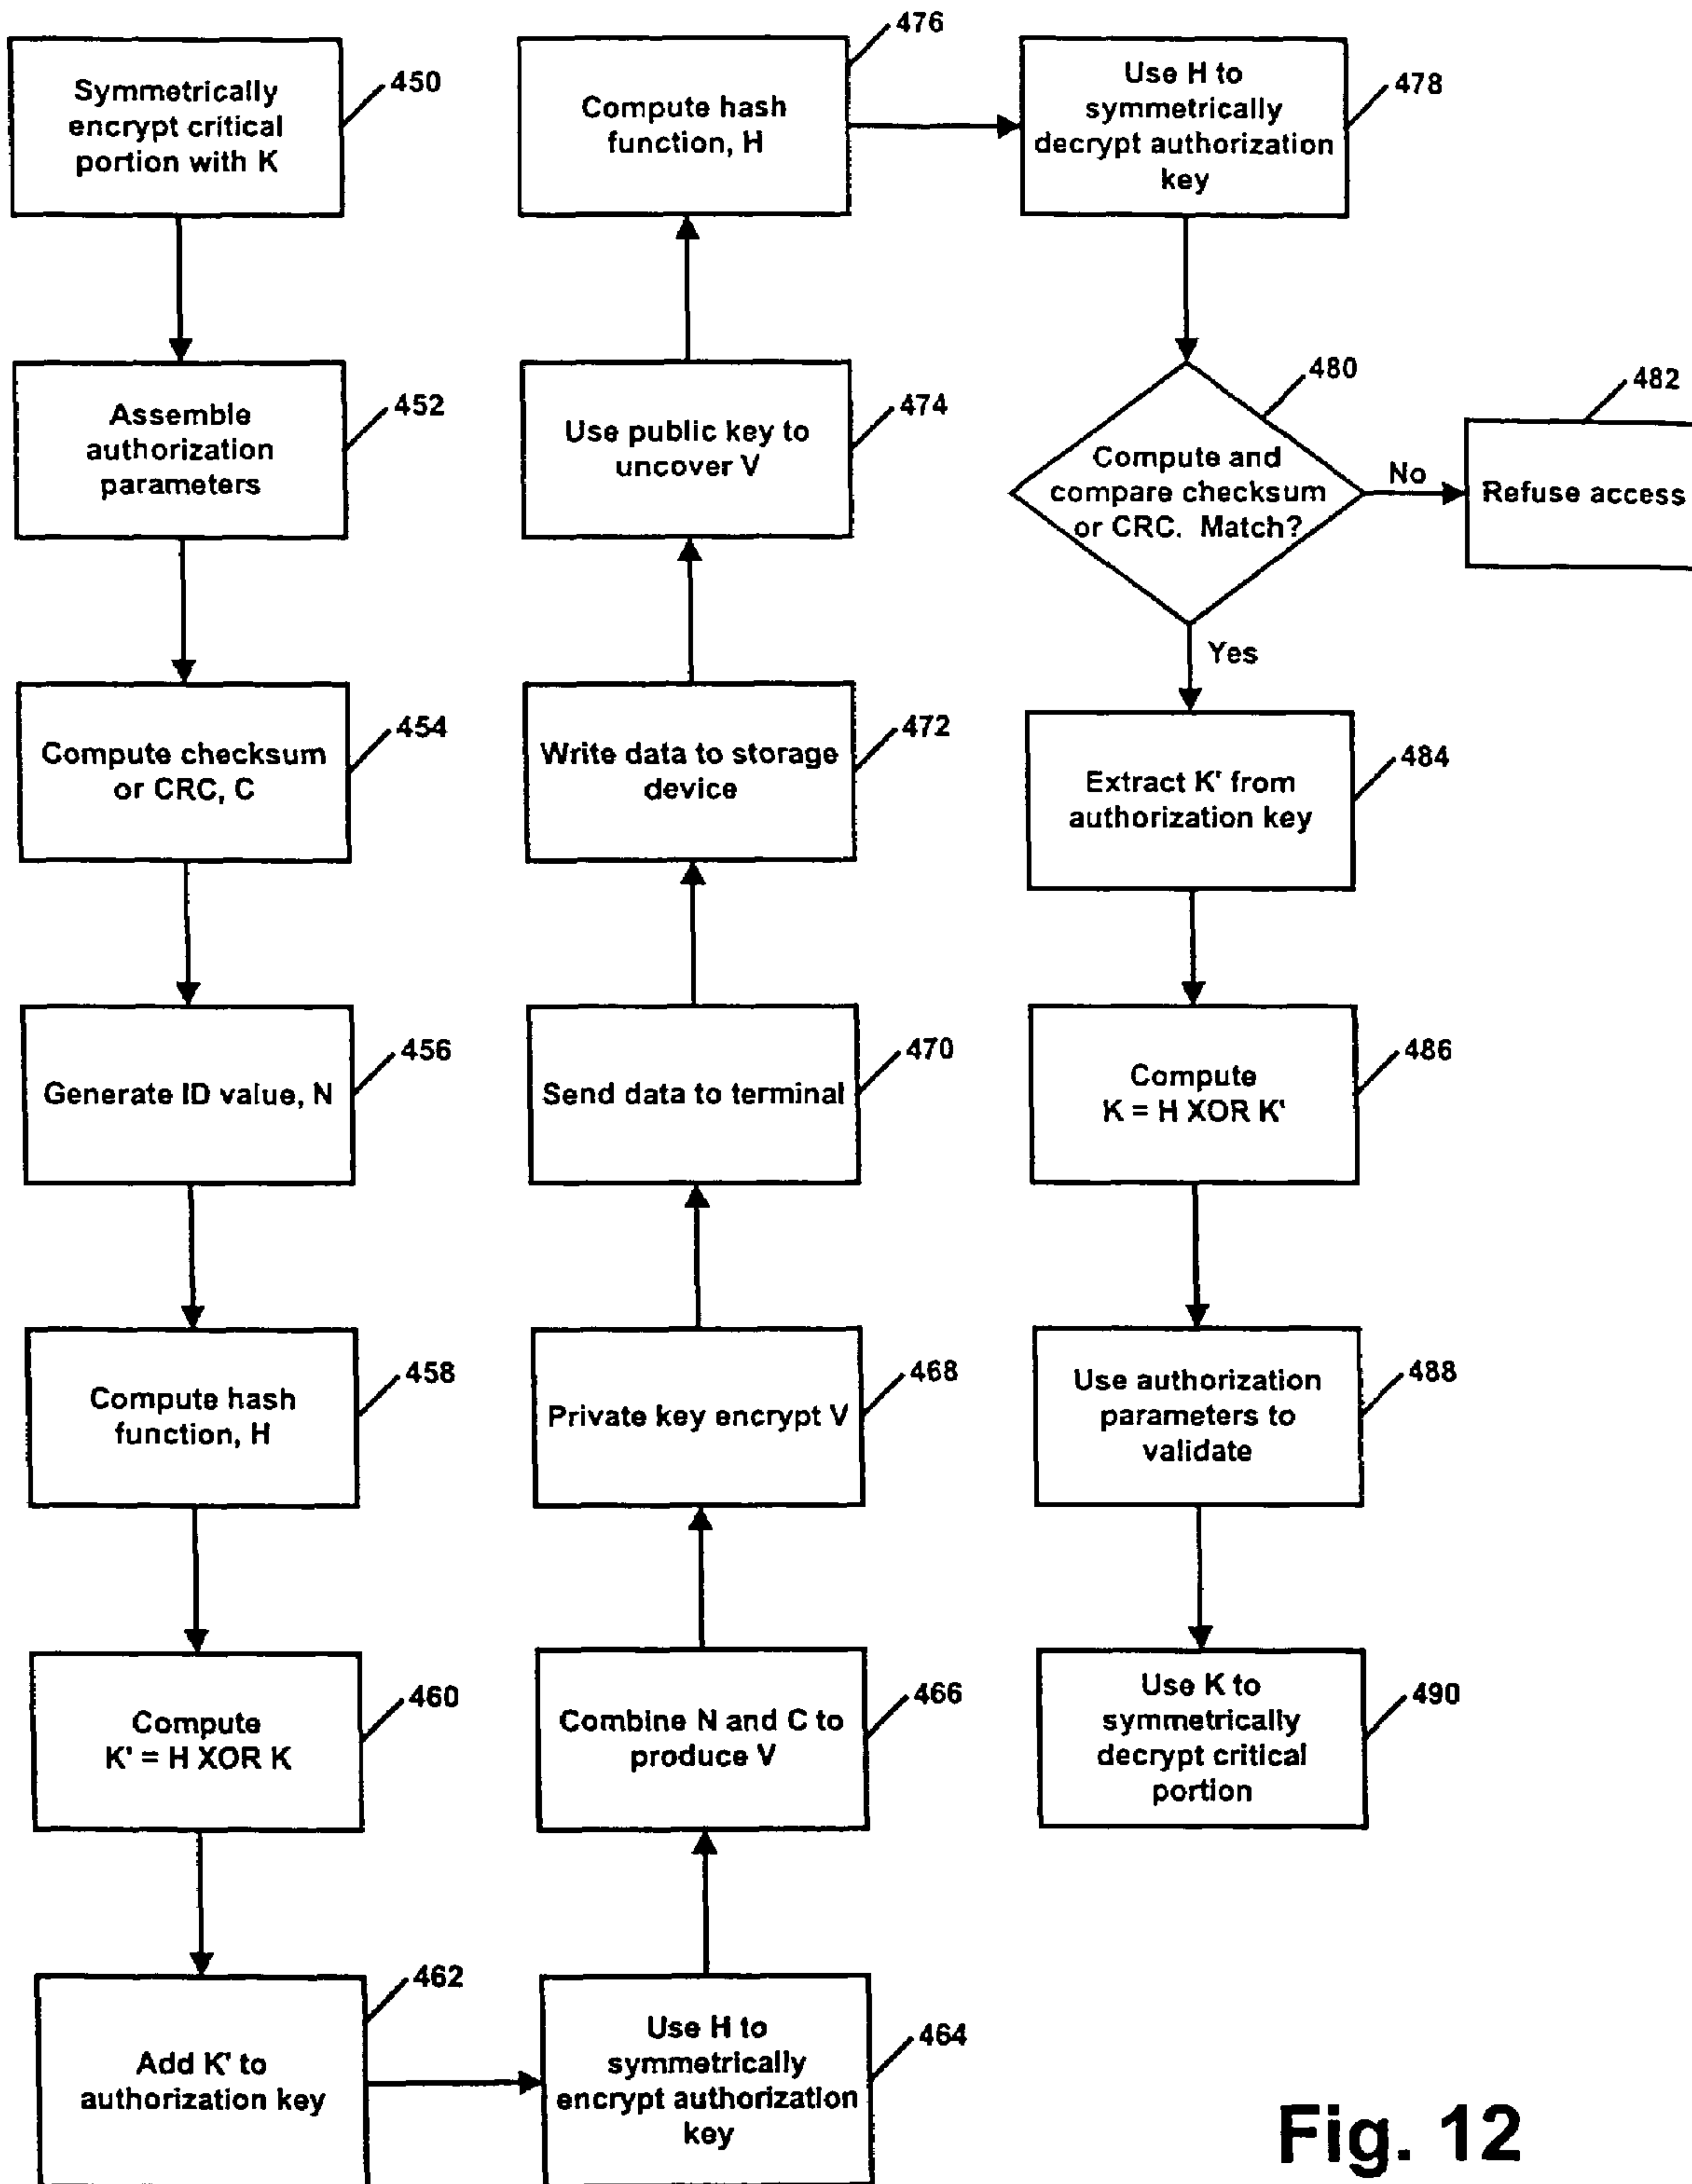 Symmetrically
encrypt critical
portion with K
450
Assemble
authorization
parameters
452
Compute checksum
or CRC, C
454
Generate ID value, N
456
Compute hash
function, H
458
Compute
K' = H XOR K
460
Add K' to
authorization key
462
Use H to
symmetrically
encrypt authorization
key
464
Combine N and C to
produce V
466
Private key encrypt V
468
Send data to terminal
470
Write data to storage
device
472
Use public key to
uncover V
474
Compute hash
function, H
476
Use H to
symmetrically
decrypt authorization
key
478
Compute and
compare checksum
or CRC. Match?
480
No
Refuse access
482
Yes
Extract K' from
authorization key
484
Compute
K = H XOR K'
486
Use authorization
parameters to
validate
488
Use K to
symmetrically
decrypt critical
portion
490
Fig. 12